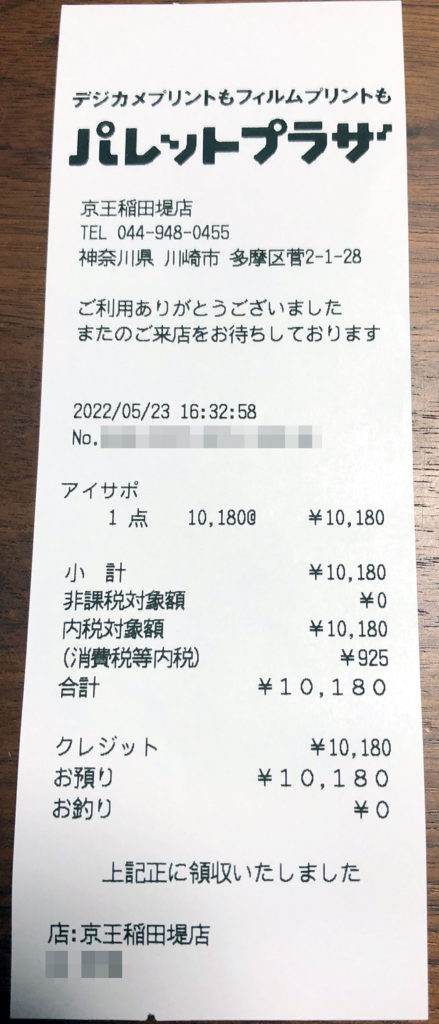 デジカメプリントもフィルムプリントも
パレットプラザ
京王稲田堤店
TEL 044-948-0455
神奈川県 川崎市 多摩区菅2-1-28
ご利用ありがとうございました
またのご来店をお待ちしております
2022/05/23 16:32:58
No.
アイサポ
1 点 10,180@ ￥10,180
小 計 ￥10,180
非課税対象額 ￥0
内税対象額 ￥10,180
(消費税等内税) ￥925
合計 ￥10,180
クレジット ￥10,180
お預り ￥10,180
お釣り ￥0
上記正に領収いたしました
店:京王稲田堤店